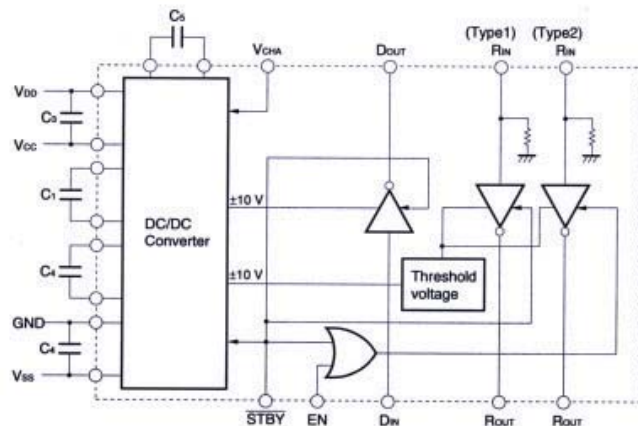 C5
VCHA
DOUT
(Type1)
RIN
(Type2)
RIN
VDD
C3
VCC
C1
C4
GND
C4
VSS
DC/DC
Converter
±10 V
±10 V
Threshold
voltage
STBY
EN
DIN
ROUT
ROUT